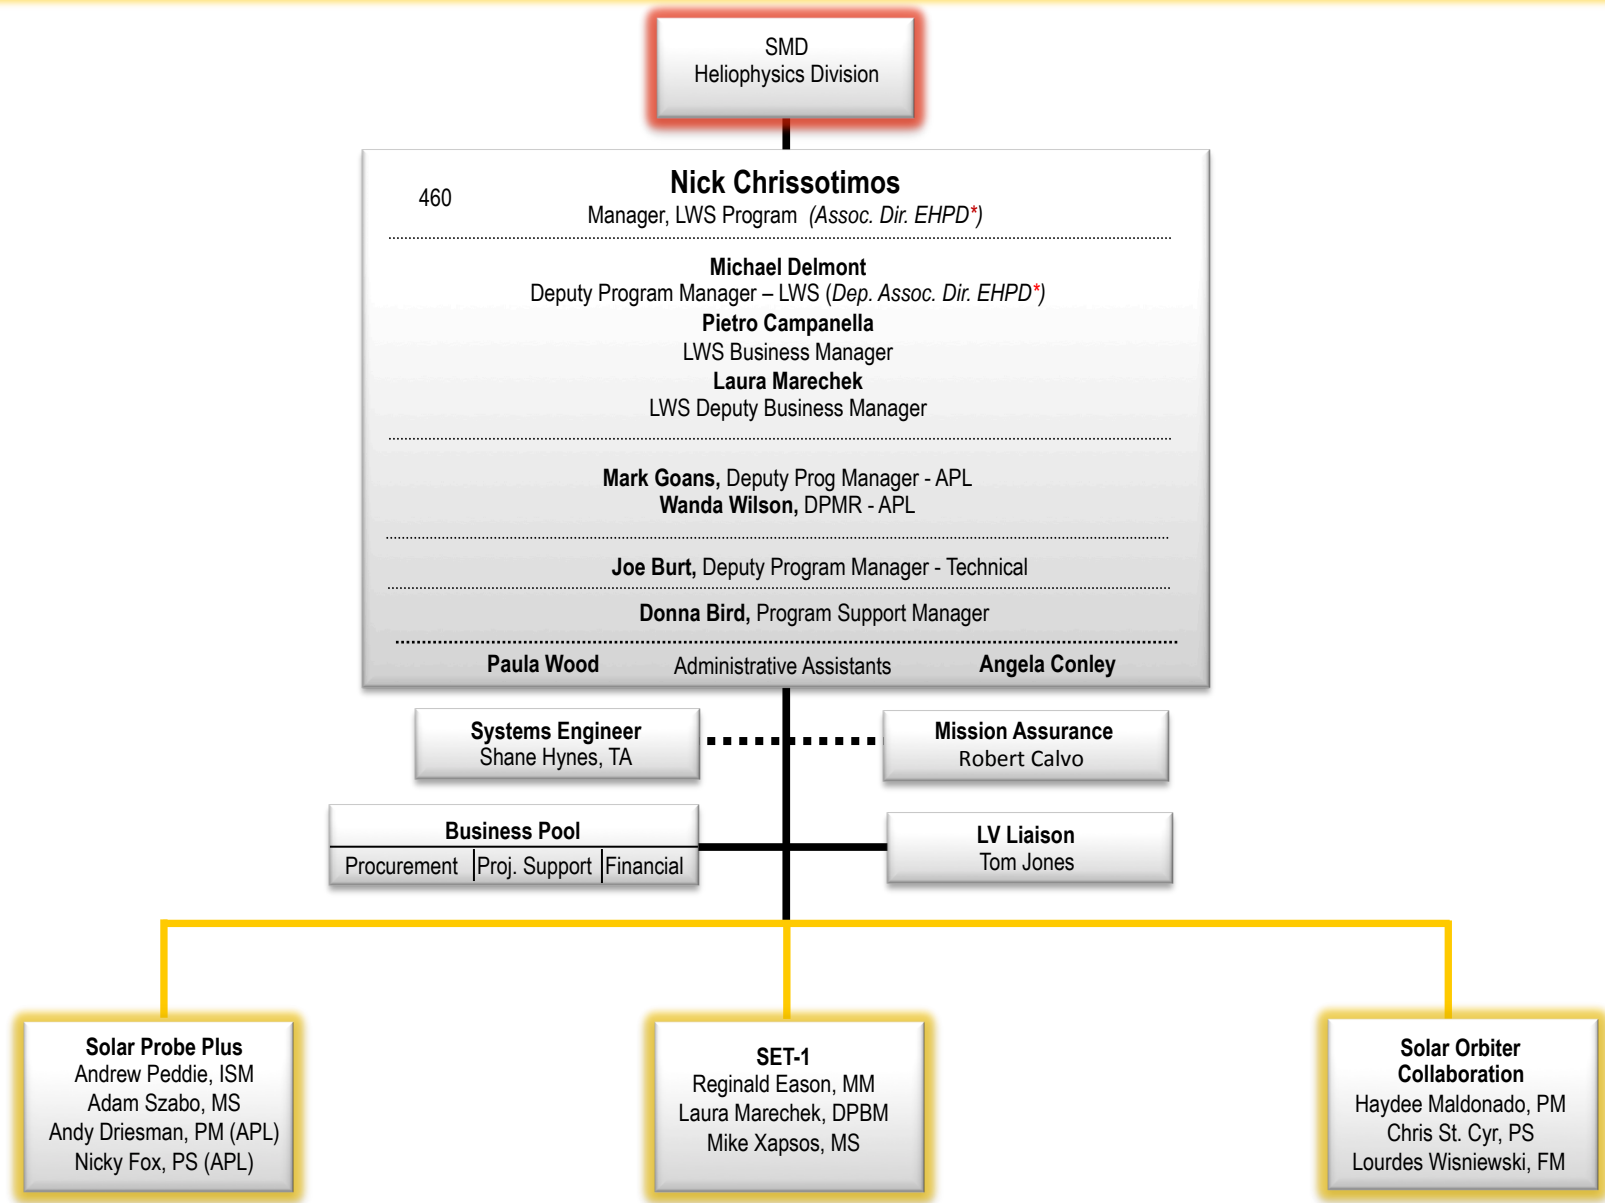 SMD
Heliophysics Division
460
Nick Chrissotimos
Manager, LWS Program (Assoc. Dir. EHPD*)
Michael Delmont
Deputy Program Manager – LWS (Dep. Assoc. Dir. EHPD*)
Pietro Campanella
LWS Business Manager
Laura Marechek
LWS Deputy Business Manager
Mark Goans, Deputy Prog Manager - APL
Wanda Wilson, DPMR - APL
Joe Burt, Deputy Program Manager - Technical
Donna Bird, Program Support Manager
Paula Wood Administrative Assistants Angela Conley
Systems Engineer
Shane Hynes, TA
Mission Assurance
Robert Calvo
Business Pool
Procurement Proj. Support Financial
LV Liaison
Tom Jones
Solar Probe Plus
Andrew Peddie, ISM
Adam Szabo, MS
Andy Driesman, PM (APL)
Nicky Fox, PS (APL)
SET-1
Reginald Eason, MM
Laura Marechek, DPBM
Mike Xapsos, MS
Solar Orbiter
Collaboration
Haydee Maldonado, PM
Chris St. Cyr, PS
Lourdes Wisniewski, FM